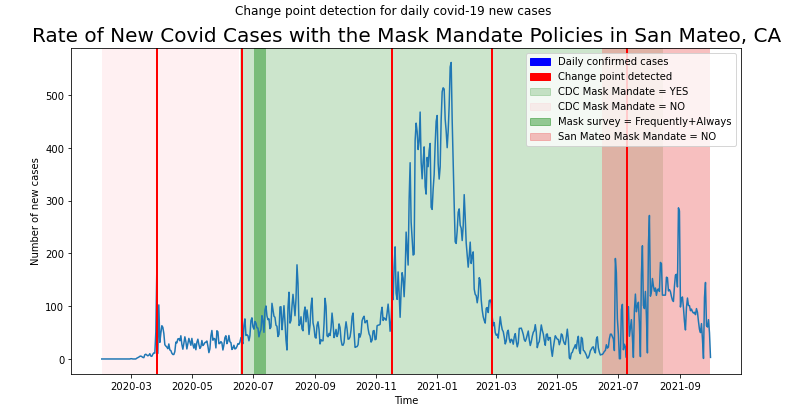 Change point detection for daily covid-19 new cases
Rate of New Covid Cases with the Mask Mandate Policies in San Mateo, CA
Daily confirmed cases
Change point detected
CDC Mask Mandate = YES
CDC Mask Mandate = NO
Mask survey = Frequently+Always
San Mateo Mask Mandate = NO
Number of new cases
500
400
300
200
100
0
2020-03 2020-05 2020-07 2020-09 2020-11 2021-01 2021-03 2021-05 2021-07 2021-09
Time